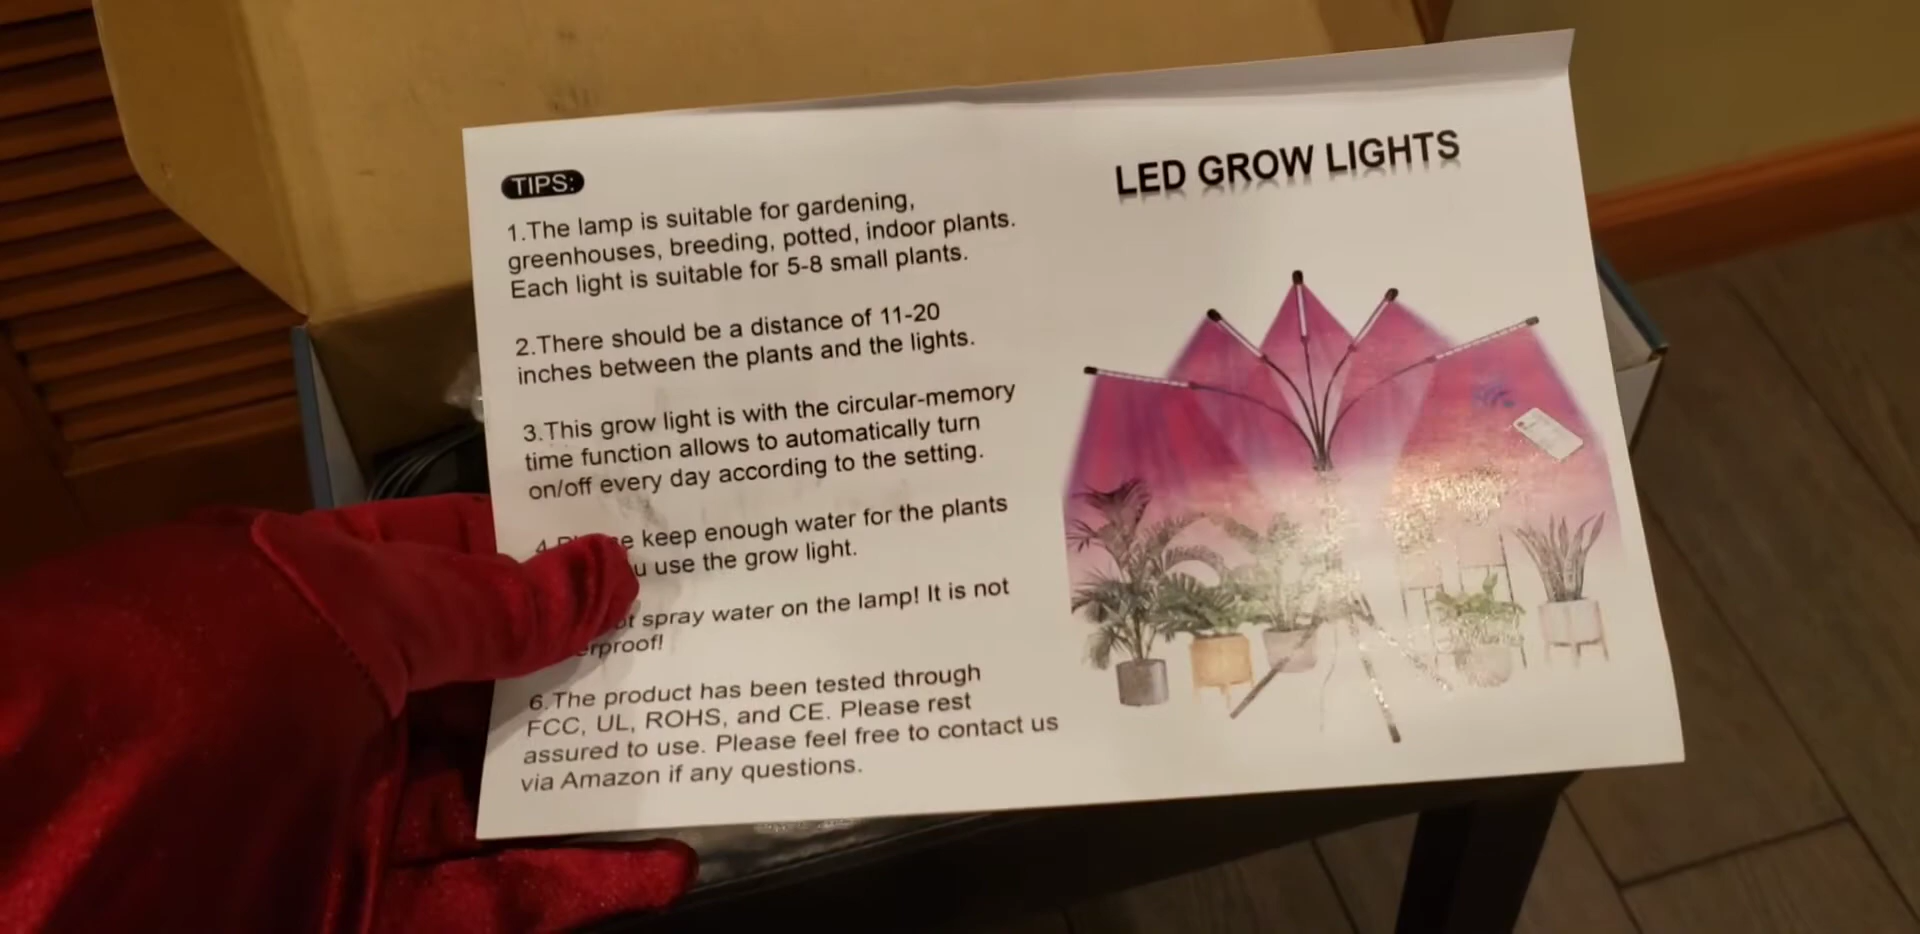 TIPS:
1.The lamp is suitable for gardening,
greenhouses, breeding, potted, indoor plants.
Each light is suitable for 5-8 small plants.
2.There should be a distance of 11-20
inches between the plants and the lights.
3.This grow light is with the circular-memory
time function allows to automatically turn
on/off every day according to the setting.
4. keep enough water for the plants
use the grow light.
spray water on the lamp! It is not
6.The product has been tested through
FCC, UL, ROHS, and CE. Please rest
assured to use. Please feel free to contact us
via Amazon if any questions.
LED GROW LIGHTS